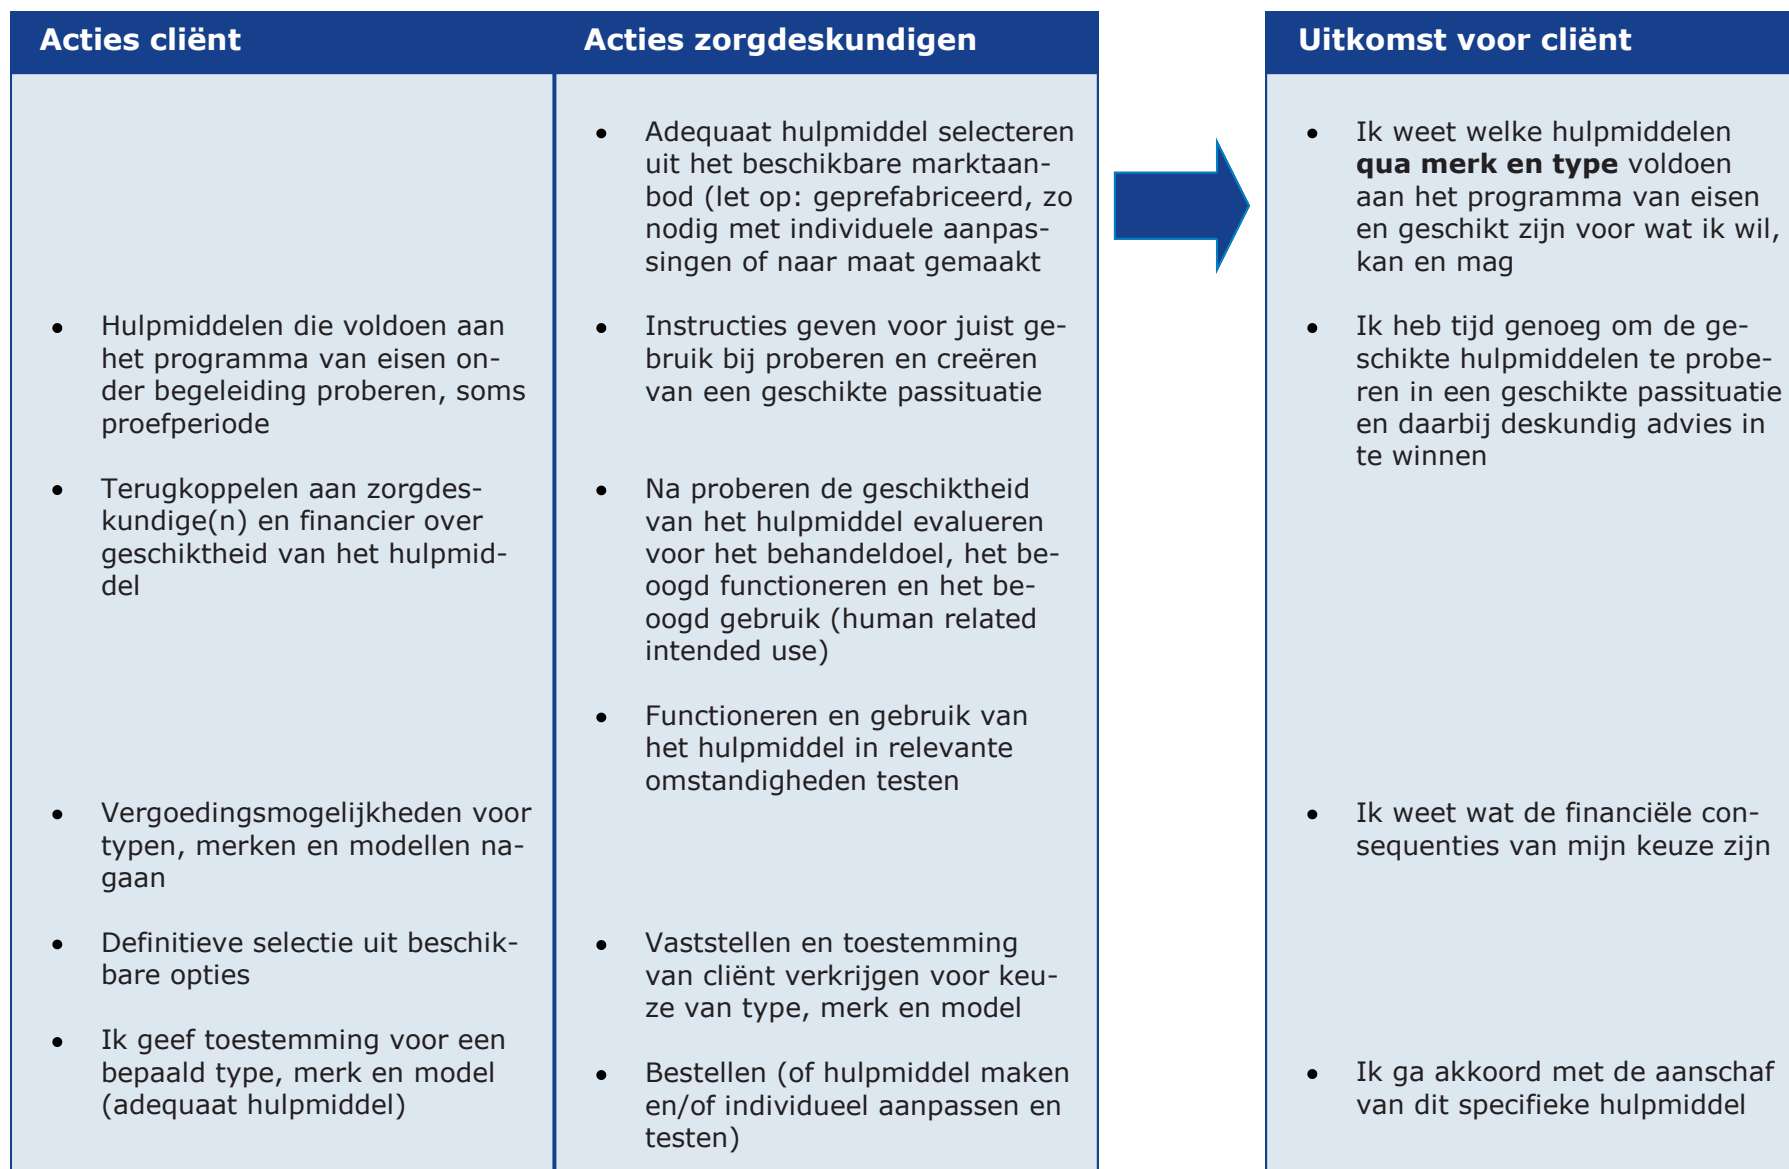 Acties cliënt
Hulpmiddelen die voldoen aan
het programma van eisen on-
der begeleiding proberen, soms
proefperiode
Terugkoppelen aan zorgdes-
kundige(n) en financier over
geschiktheid van het hulpmid-
del
Vergoedingsmogelijkheden voor
typen, merken en modellen na-
gaan
Definitieve selectie uit beschik-
bare opties
Ik geef toestemming voor een
bepaald type, merk en model
(adequaat hulpmiddel)
Acties zorgdeskundigen
Adequaat hulpmiddel selecteren
uit het beschikbare marktaan-
bod (let op: geprefabriceerd, zo
nodig met individuele aanpas-
singen of naar maat gemaakt
Instructies geven voor juist ge-
bruik bij proberen en creëren
van een geschikte passituatie
Na proberen de geschiktheid
van het hulpmiddel evalueren
voor het behandeldoel, het be-
oogd functioneren en het be-
oogd gebruik (human related
intended use)
Functioneren en gebruik van
het hulpmiddel in relevante
omstandigheden testen
Vaststellen en toestemming
van cliënt verkrijgen voor keu-
ze van type, merk en model
Bestellen (of hulpmiddel maken
en/of individueel aanpassen en
testen)
Uitkomst voor cliënt
Ik weet welke hulpmiddelen
qua merk en type voldoen
aan het programma van eisen
en geschikt zijn voor wat ik wil,
kan en mag
Ik heb tijd genoeg om de ge-
schikte hulpmiddelen te probe-
ren in een geschikte passituatie
en daarbij deskundig advies in
te winnen
Ik weet wat de financiële con-
sequenties van mijn keuze zijn
Ik ga akkoord met de aanschaf
van dit specifieke hulpmiddel